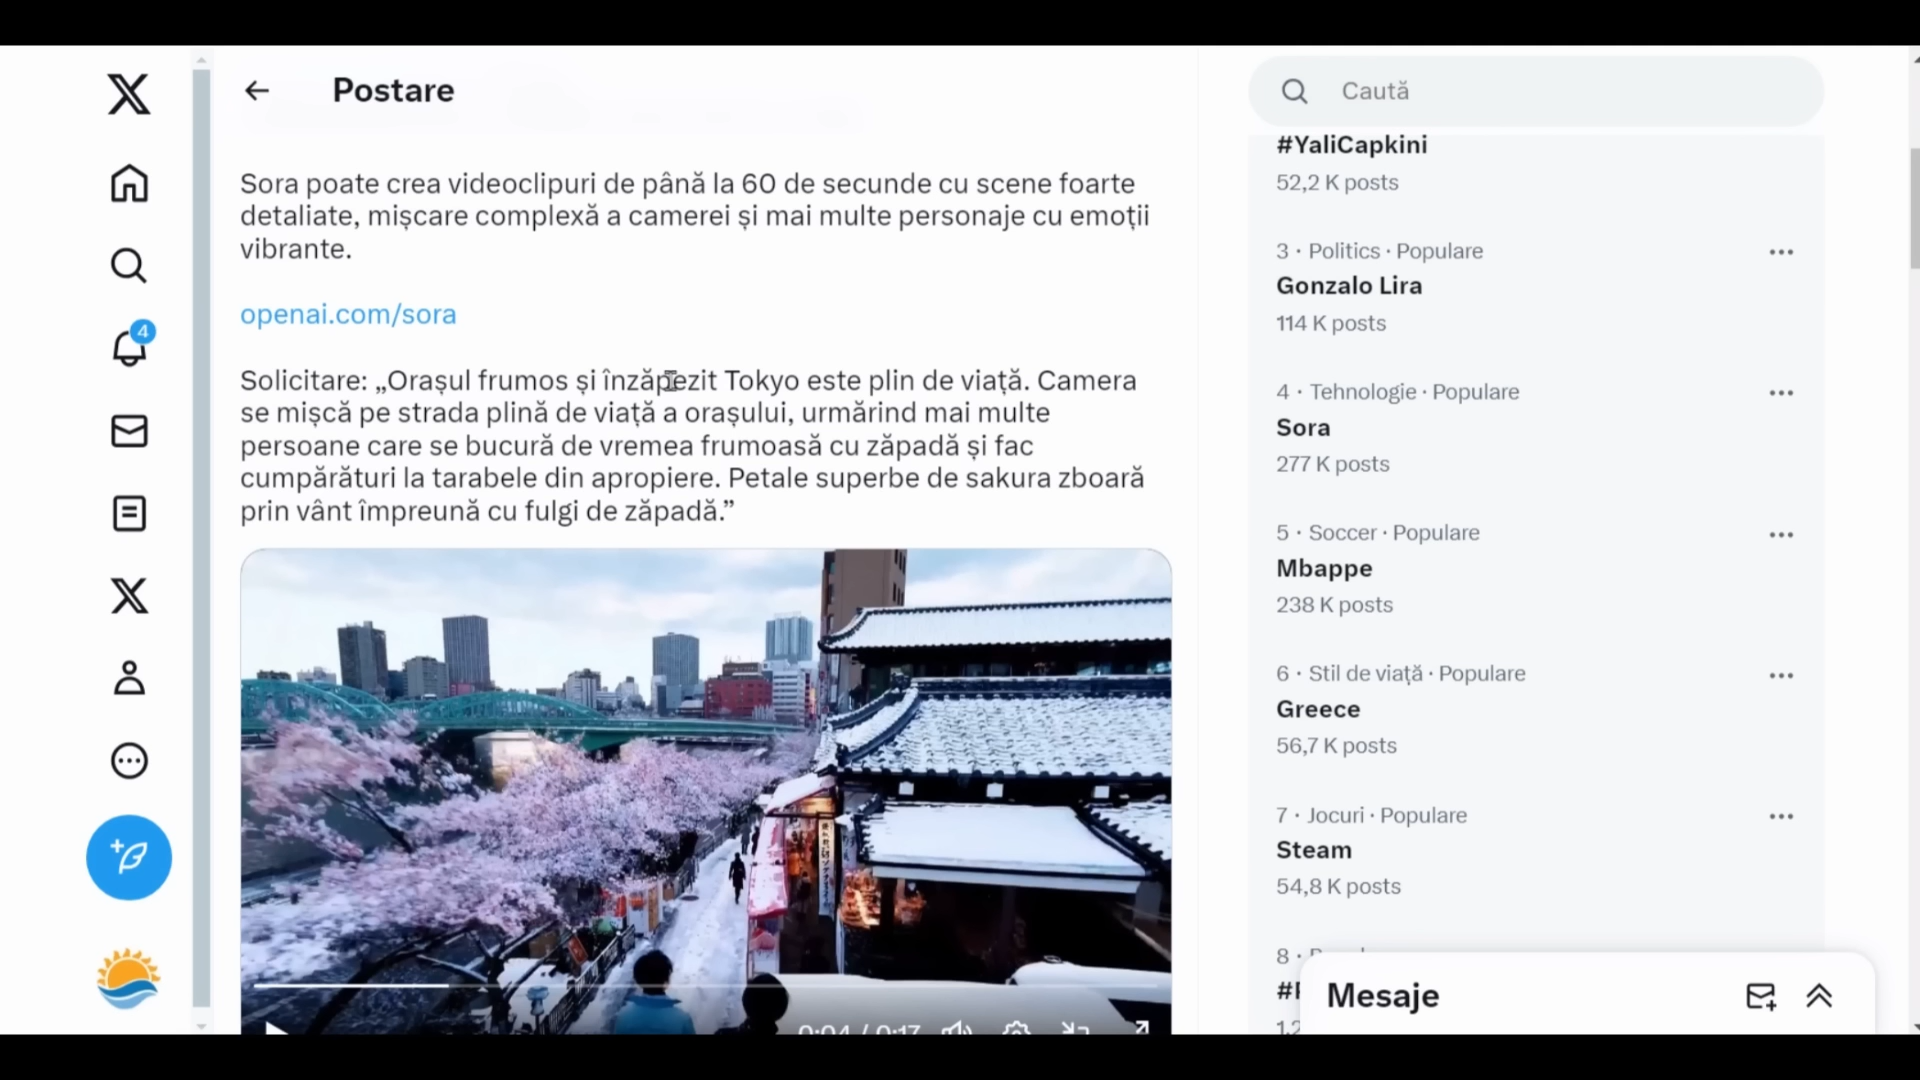 Postare
Sora poate crea videoclipuri de până la 60 de secunde cu scene foarte
detaliate, mișcare complexă a camerei și mai multe personaje cu emoții
vibrante.
openai.com/sora
Solicitare: „Orașul frumos și înzăpezit Tokyo este plin de viață. Camera
se mișcă pe strada plină de viață a orașului, urmărind mai multe
persoane care se bucură de vremea frumoasă cu zăpadă și fac
cumpărături la tarabele din apropiere. Petale superbe de sakura zboară
prin vânt împreună cu fulgi de zăpadă.”
0:04 / 0:17
4
Caută
#YaliCapkini
52,2 K posts
3 · Politics · Populare
Gonzalo Lira
114 K posts
4 · Tehnologie · Populare
Sora
277 K posts
5 · Soccer · Populare
Mbappe
238 K posts
6 · Stil de viață · Populare
Greece
56,7 K posts
7 · Jocuri · Populare
Steam
54,8 K posts
8 ·
Mesaje